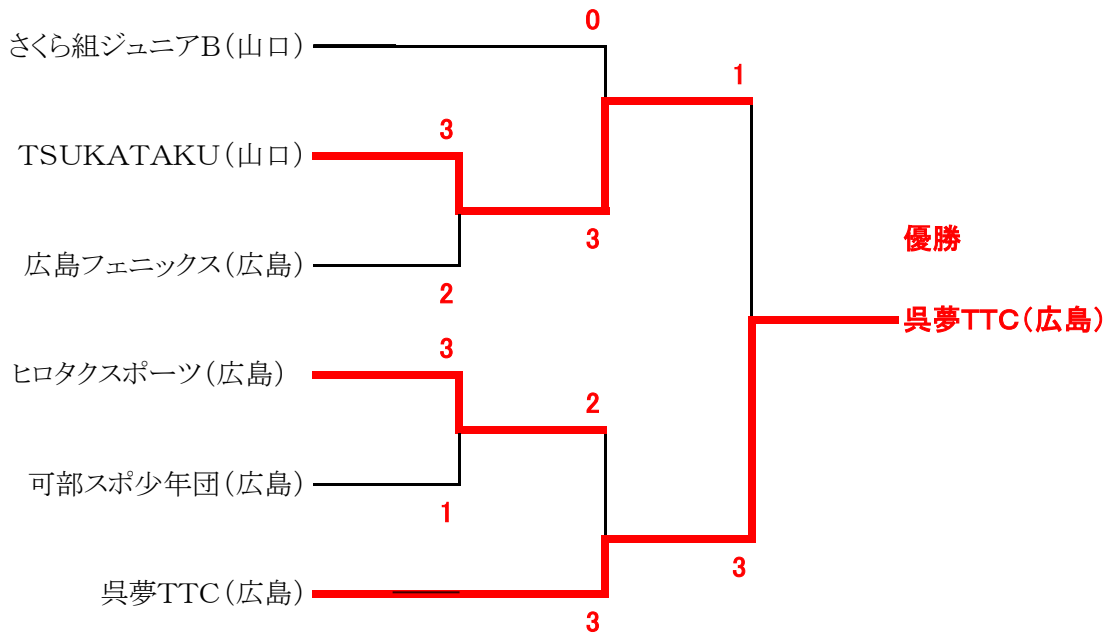 0
さくら組ジュニアB(山口)
1
3
TSUKATAKU(山口)
3
優勝
広島フェニックス(広島)
2
呉夢TTC(広島)
3
ヒロタクスポーツ(広島)
2
可部スポ少年団(広島)
1
3
呉夢TTC(広島)
3